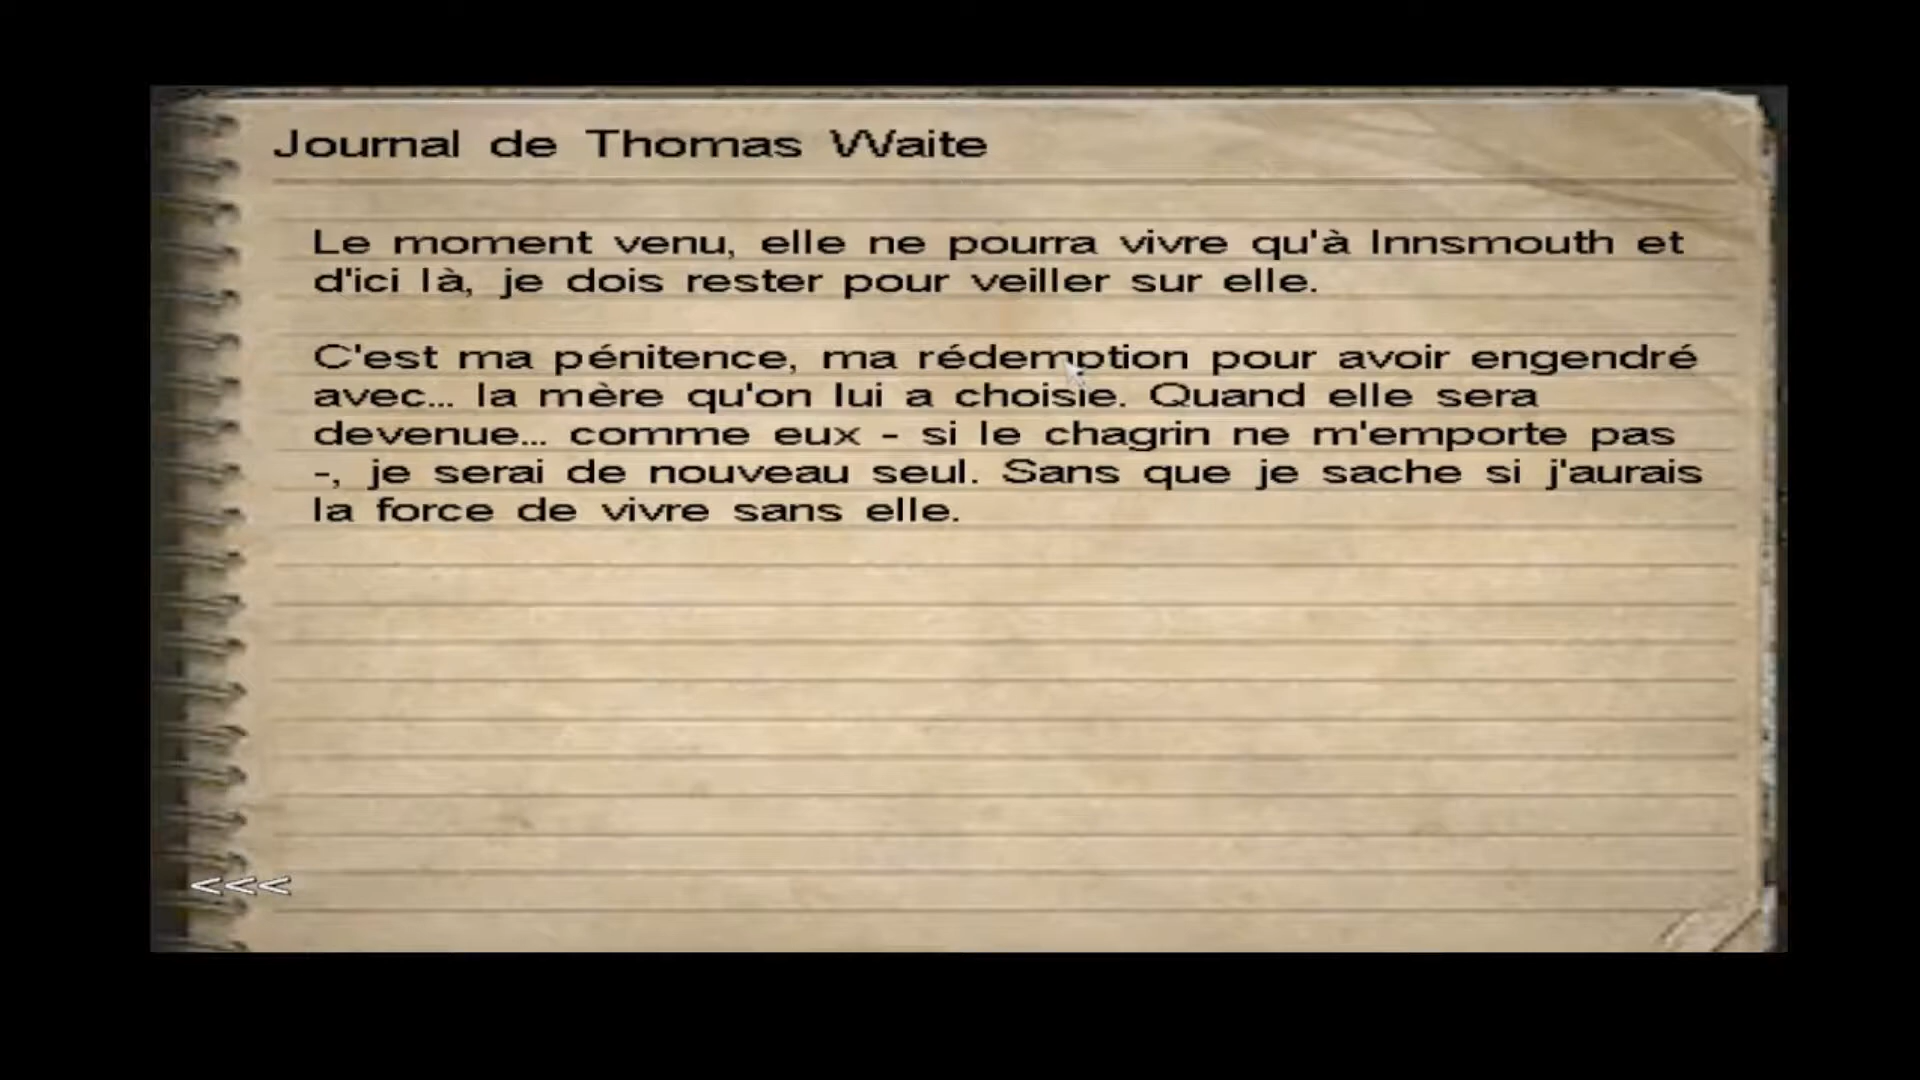 Journal de Thomas Waite
Le moment venu, elle ne pourra vivre qu'à Innsmouth et
d'ici là, je dois rester pour veiller sur elle.
C'est ma pénitence, ma rédemption pour avoir engendré
avec... la mère qu'on lui a choisie. Quand elle sera
devenue... comme eux - si le chagrin ne m'emporte pas
-, je serai de nouveau seul. Sans que je sache si j'aurais
la force de vivre sans elle.
<<<